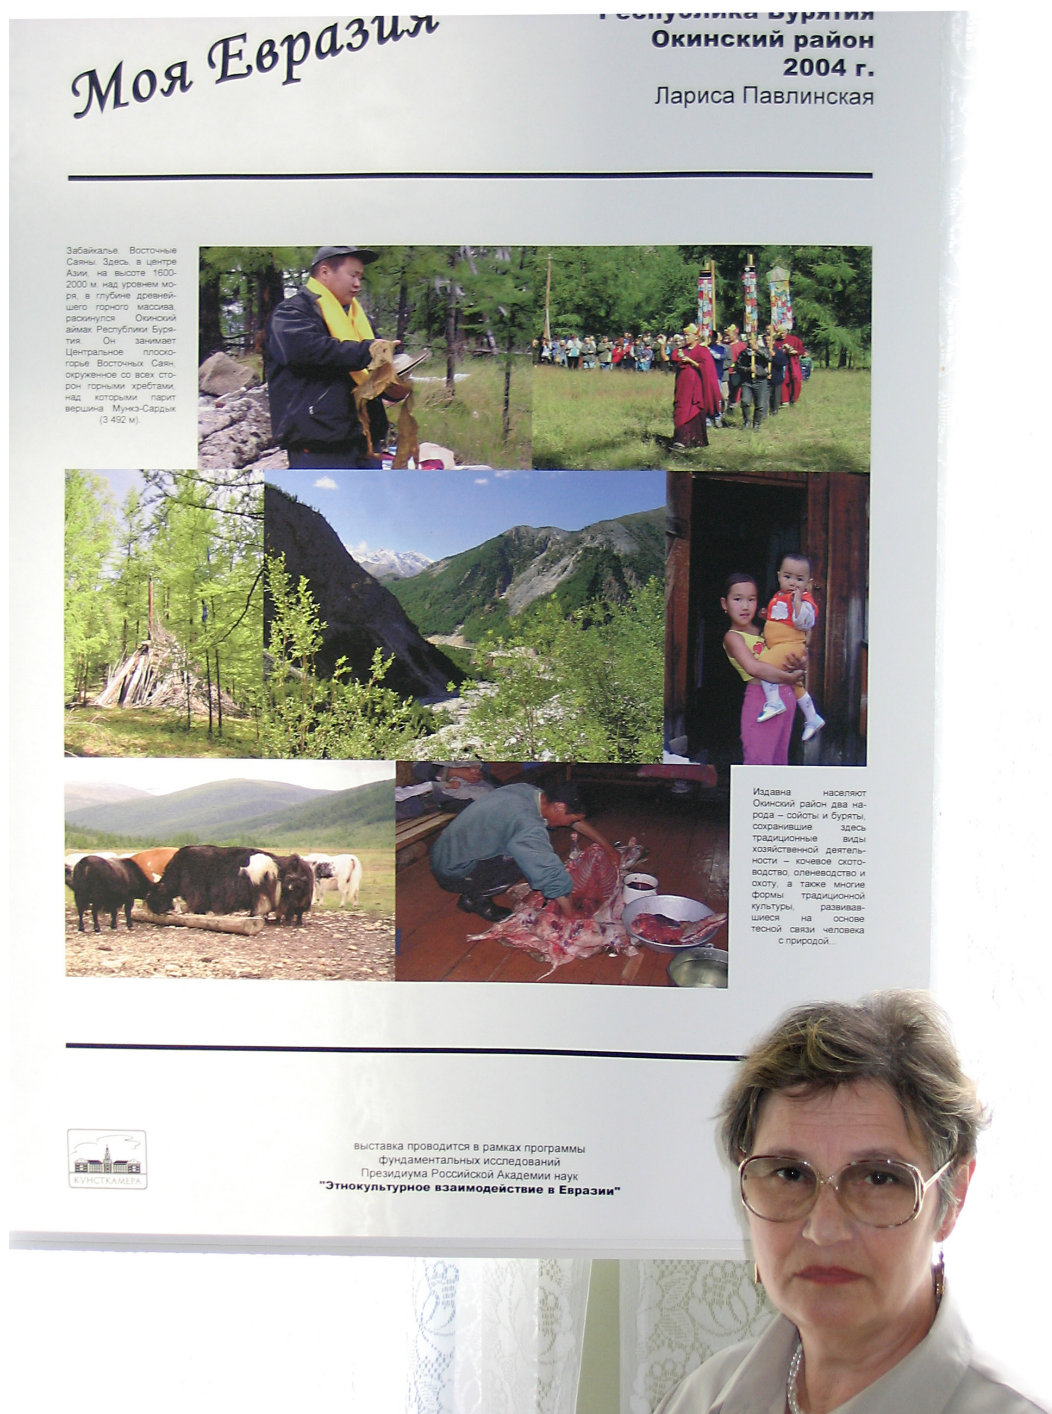 Моя Евразия
Республика Бурятия
Окинский район
2004 г.
Лариса Павлинская
Забайкалье. Восточные
Саяны. Здесь, в центре
Азии, на высоте 1600-
2000 м. над уровнем мо-
ря, в глубине древней-
шего горного массива,
раскинулся Окинский
аймак Республики Буря-
тия. Он занимает
Центральное плоско-
горье Восточных Саян,
окруженное со всех сто-
рон горными хребтами,
над которыми парит
вершина Мункэ-Сардык
(3 492 м).
Издавна населяют
Окинский район два на-
рода – сойоты и буряты,
сохранившие здесь
традиционные виды
хозяйственной деятель-
ности – кочевое ското-
водство, оленеводство и
охоту, а также многие
формы традиционной
культуры, развивав-
шиеся на основе
тесной связи человека
с природой...
КУНСТКАМЕРА
выставка проводится в рамках программы
фундаментальных исследований
Президиума Российской Академии наук
"Этнокультурное взаимодействие в Евразии"